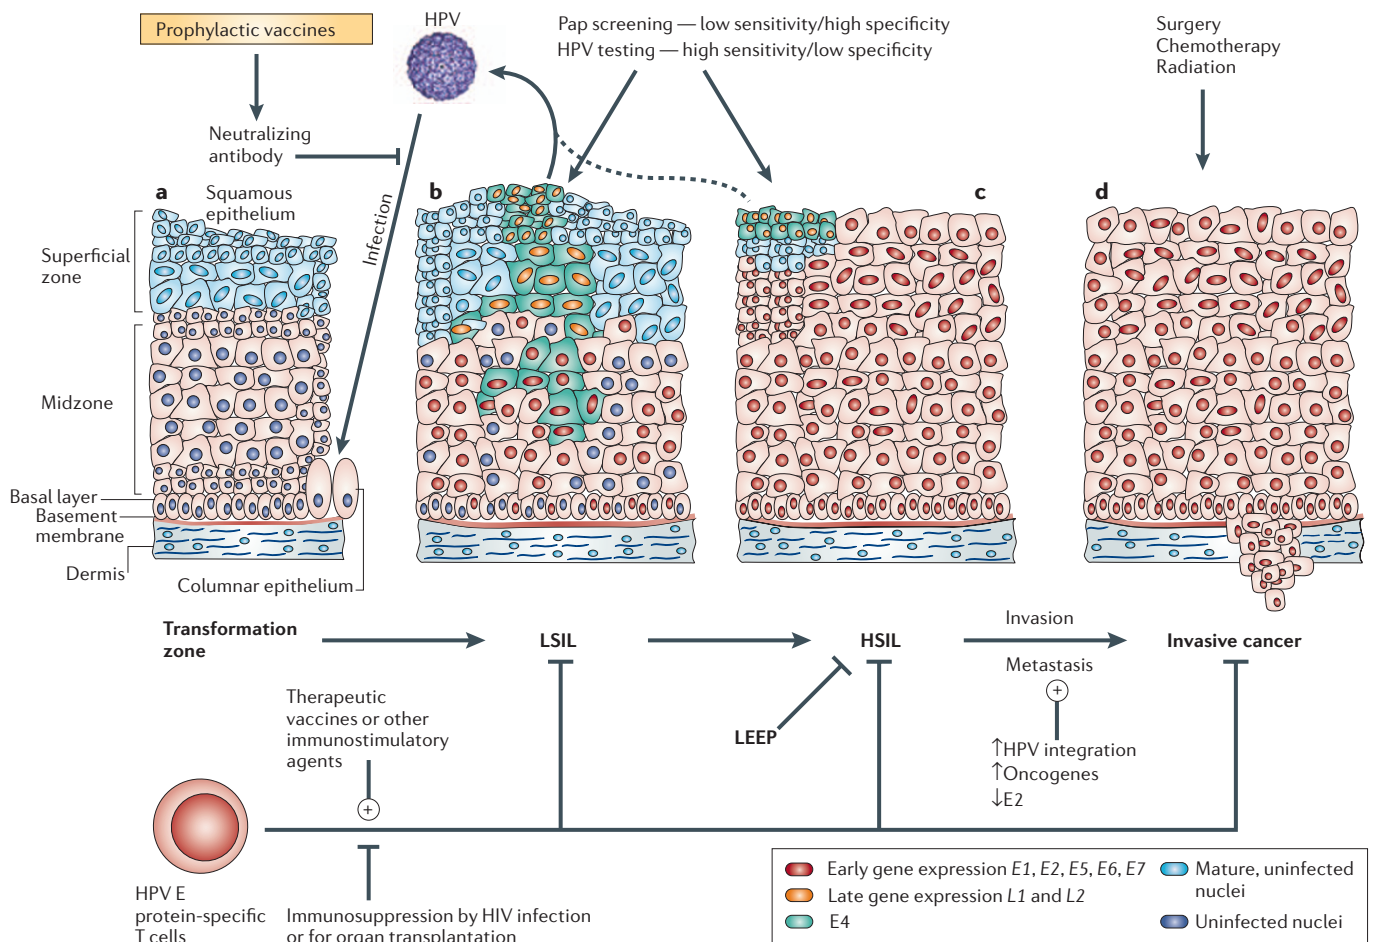 Prophylactic vaccines
HPV
Pap screening — low sensitivity/high specificity
HPV testing — high sensitivity/low specificity
Surgery
Chemotherapy
Radiation
Neutralizing
antibody
Infection
a
Squamous
epithelium
b
c
d
Superficial
zone
Midzone
Basal layer
Basement
membrane
Dermis
Columnar epithelium
Transformation
zone
LSIL
HSIL
Invasion
Metastasis
Invasive cancer
+
↑HPV integration
↑Oncogenes
↓E2
LEEP
Therapeutic
vaccines or other
immunostimulatory
agents
+
HPV E
protein-specific
T cells
Immunosuppression by HIV infection
or for organ transplantation
Early gene expression E1, E2, E5, E6, E7
Late gene expression L1 and L2
E4
Mature, uninfected
nuclei
Uninfected nuclei